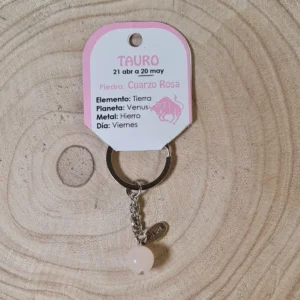 TAURO
21 abr a 20 may
Piedra: Cuarzo Rosa
Elemento: Tierra
Planeta: Venus
Metal: Hierro
Día: Viernes